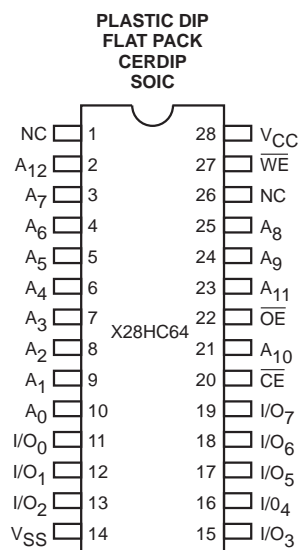 PLASTIC DIP
FLAT PACK
CERDIP
SOIC
NC 1 28 VCC
A12 2 27 WE
A7 3 26 NC
A6 4 25 A8
A5 5 24 A9
A4 6 23 A11
A3 7 22 OE
X28HC64
A2 8 21 A10
A1 9 20 CE
A0 10 19 I/O7
I/O0 11 18 I/O6
I/O1 12 17 I/O5
I/O2 13 16 I/04
VSS 14 15 I/O3